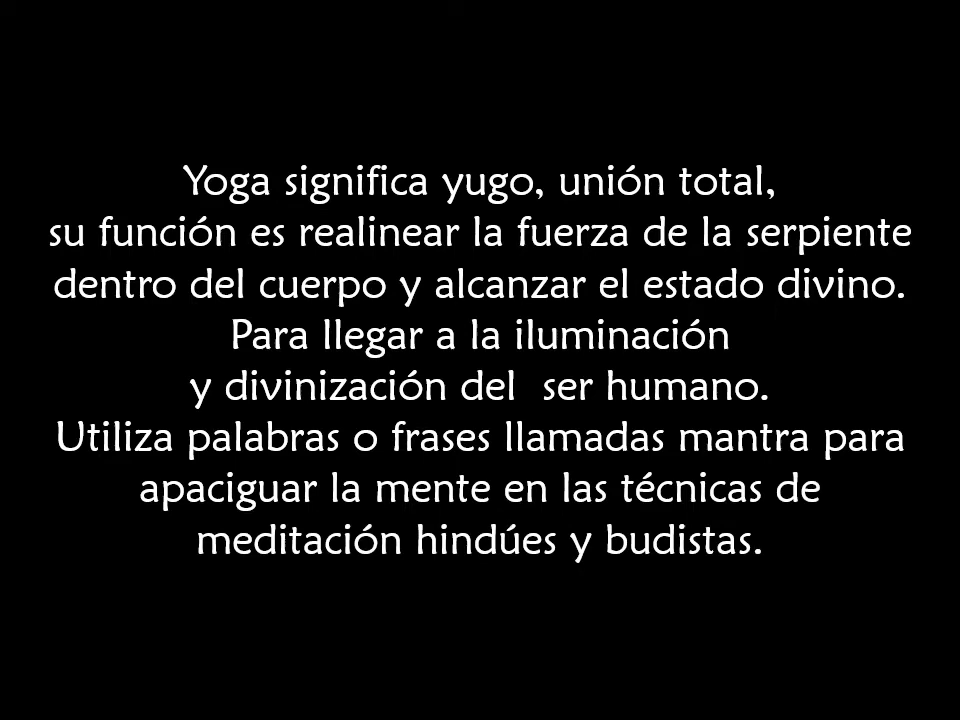 Yoga significa yugo, unión total,
su función es realinear la fuerza de la serpiente
dentro del cuerpo y alcanzar el estado divino.
Para llegar a la iluminación
y divinización del  ser humano.
Utiliza palabras o frases llamadas mantra para
apaciguar la mente en las técnicas de
meditación hindúes y budistas.